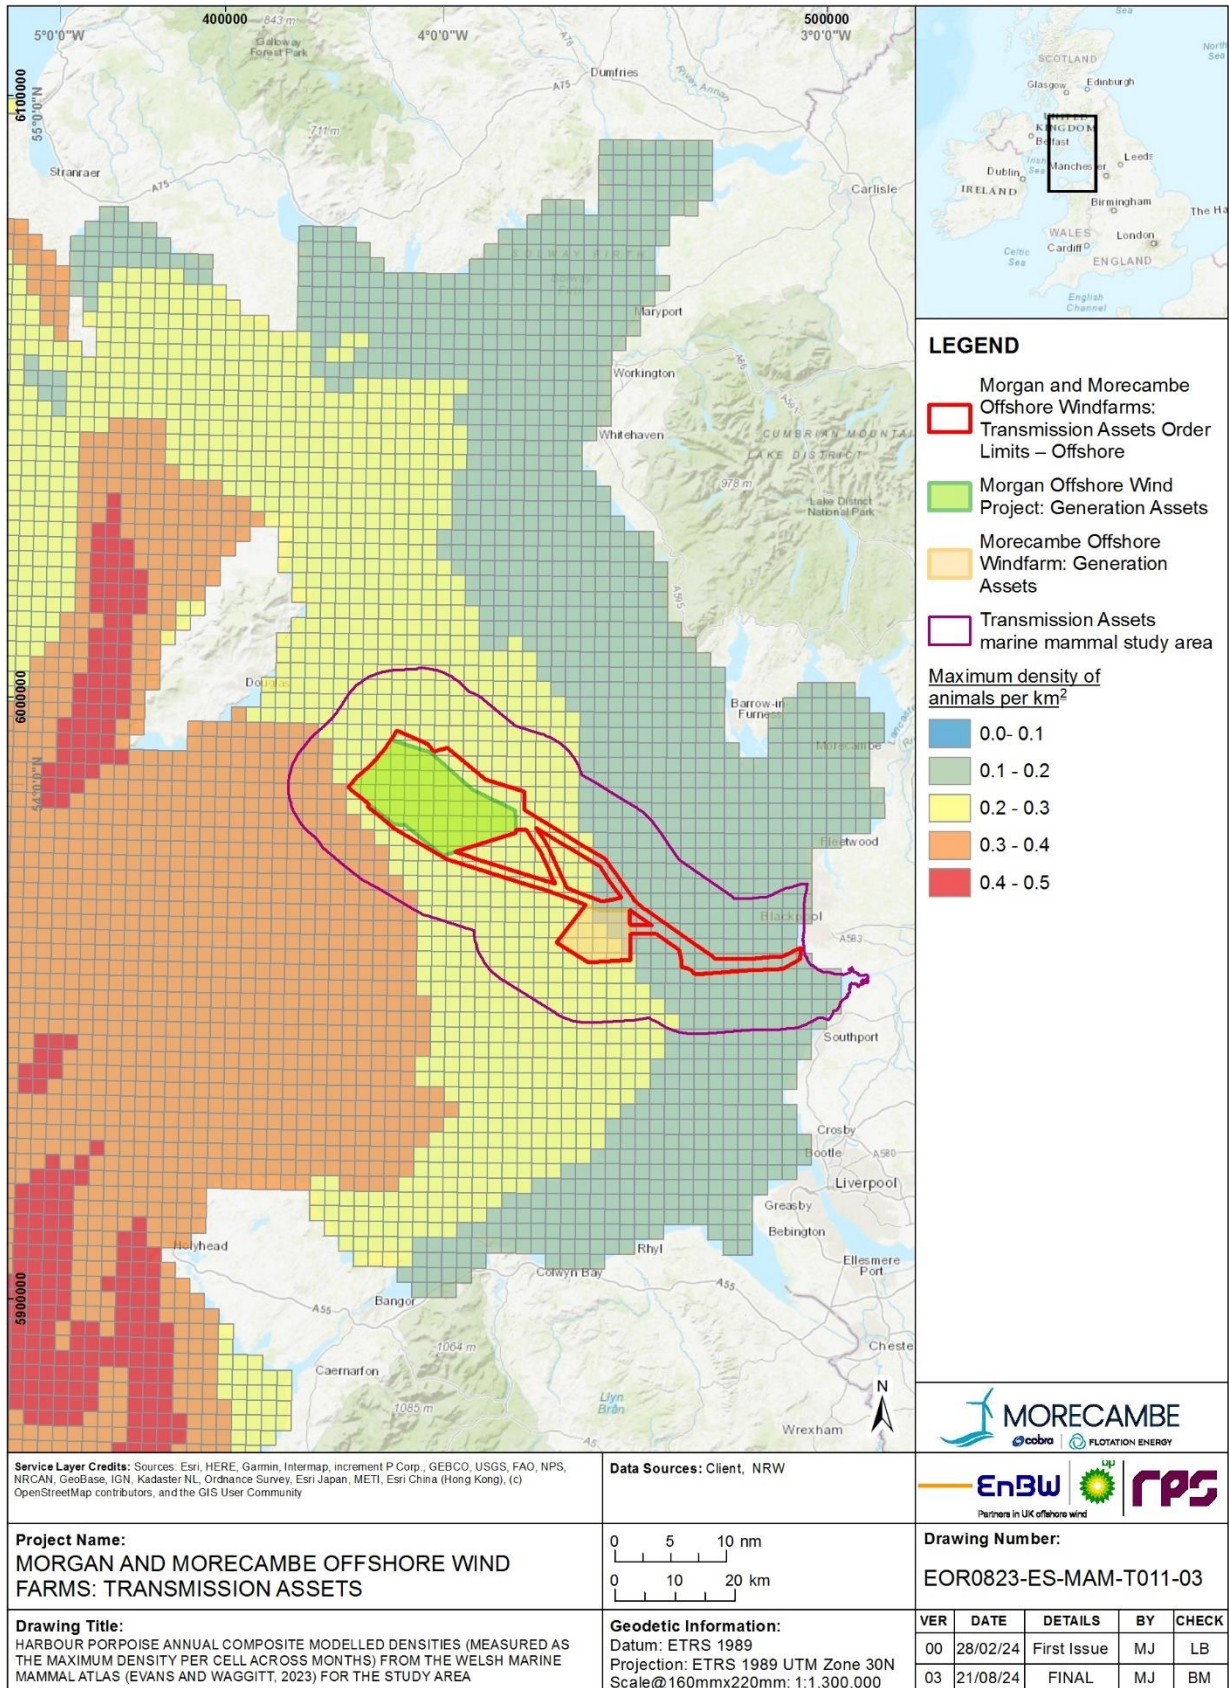 400000
500000
5°0'0"W
4°0'0"W
3°0'0"W
843 m
Galloway
Forest Park
A76
Dumfries
River Annan
A75
6100000
55°0'0"N
711 m
Stranraer
A75
Carlisle
SOLWAY FIRTH
Maryport
Workington
A66
A591
Whitehaven
CUMBRIAN MOUNTAI
LAKE DISTRICT
978 m
Lake District
National Park
A595
Douglas
6000000
Barrow-in-
Furness
Lancaster
Morecambe
54°0'0"N
Fleetwood
Blackpool
A583
Southport
Crosby
Bootle
A580
Liverpool
Greasby
Bebington
Holyhead
Rhyl
Ellesmere
Port
Colwyn Bay
A55
5900000
Bangor
A55
1064 m
Cheste
Caernarfon
Llyn
Brân
1085 m
A5
Wrexham
N
Sea
North
Sea
SCOTLAND
Glasgow
Edinburgh
UNITED
KINGDOM
Belfast
Irish
Sea
Leeds
Dublin
Manchester
IRELAND
Birmingham
The Ha
WALES
London
Cardiff
Celtic
Sea
ENGLAND
English
Channel
LEGEND
Morgan and Morecambe
Offshore Windfarms:
Transmission Assets Order
Limits – Offshore
Morgan Offshore Wind
Project: Generation Assets
Morecambe Offshore
Windfarm: Generation
Assets
Transmission Assets
marine mammal study area
Maximum density of
animals per km²
0.0- 0.1
0.1 - 0.2
0.2 - 0.3
0.3 - 0.4
0.4 - 0.5
MORECAMBE
cobra FLOTATION ENERGY
Service Layer Credits: Sources: Esri, HERE, Garmin, Intermap, increment P Corp., GEBCO, USGS, FAO, NPS,
NRCAN, GeoBase, IGN, Kadaster NL, Ordnance Survey, Esri Japan, METI, Esri China (Hong Kong), (c)
OpenStreetMap contributors, and the GIS User Community
Data Sources: Client, NRW
EnBW bp rps
Partners in UK offshore wind
Project Name:
MORGAN AND MORECAMBE OFFSHORE WIND
FARMS: TRANSMISSION ASSETS
0 5 10 nm
0 10 20 km
Drawing Number:
EOR0823-ES-MAM-T011-03
Drawing Title:
HARBOUR PORPOISE ANNUAL COMPOSITE MODELLED DENSITIES (MEASURED AS
THE MAXIMUM DENSITY PER CELL ACROSS MONTHS) FROM THE WELSH MARINE
MAMMAL ATLAS (EVANS AND WAGGITT, 2023) FOR THE STUDY AREA
Geodetic Information:
Datum: ETRS 1989
Projection: ETRS 1989 UTM Zone 30N
Scale@160mmx220mm: 1:1,300,000
VER DATE DETAILS BY CHECK
00 28/02/24 First Issue MJ LB
03 21/08/24 FINAL MJ BM